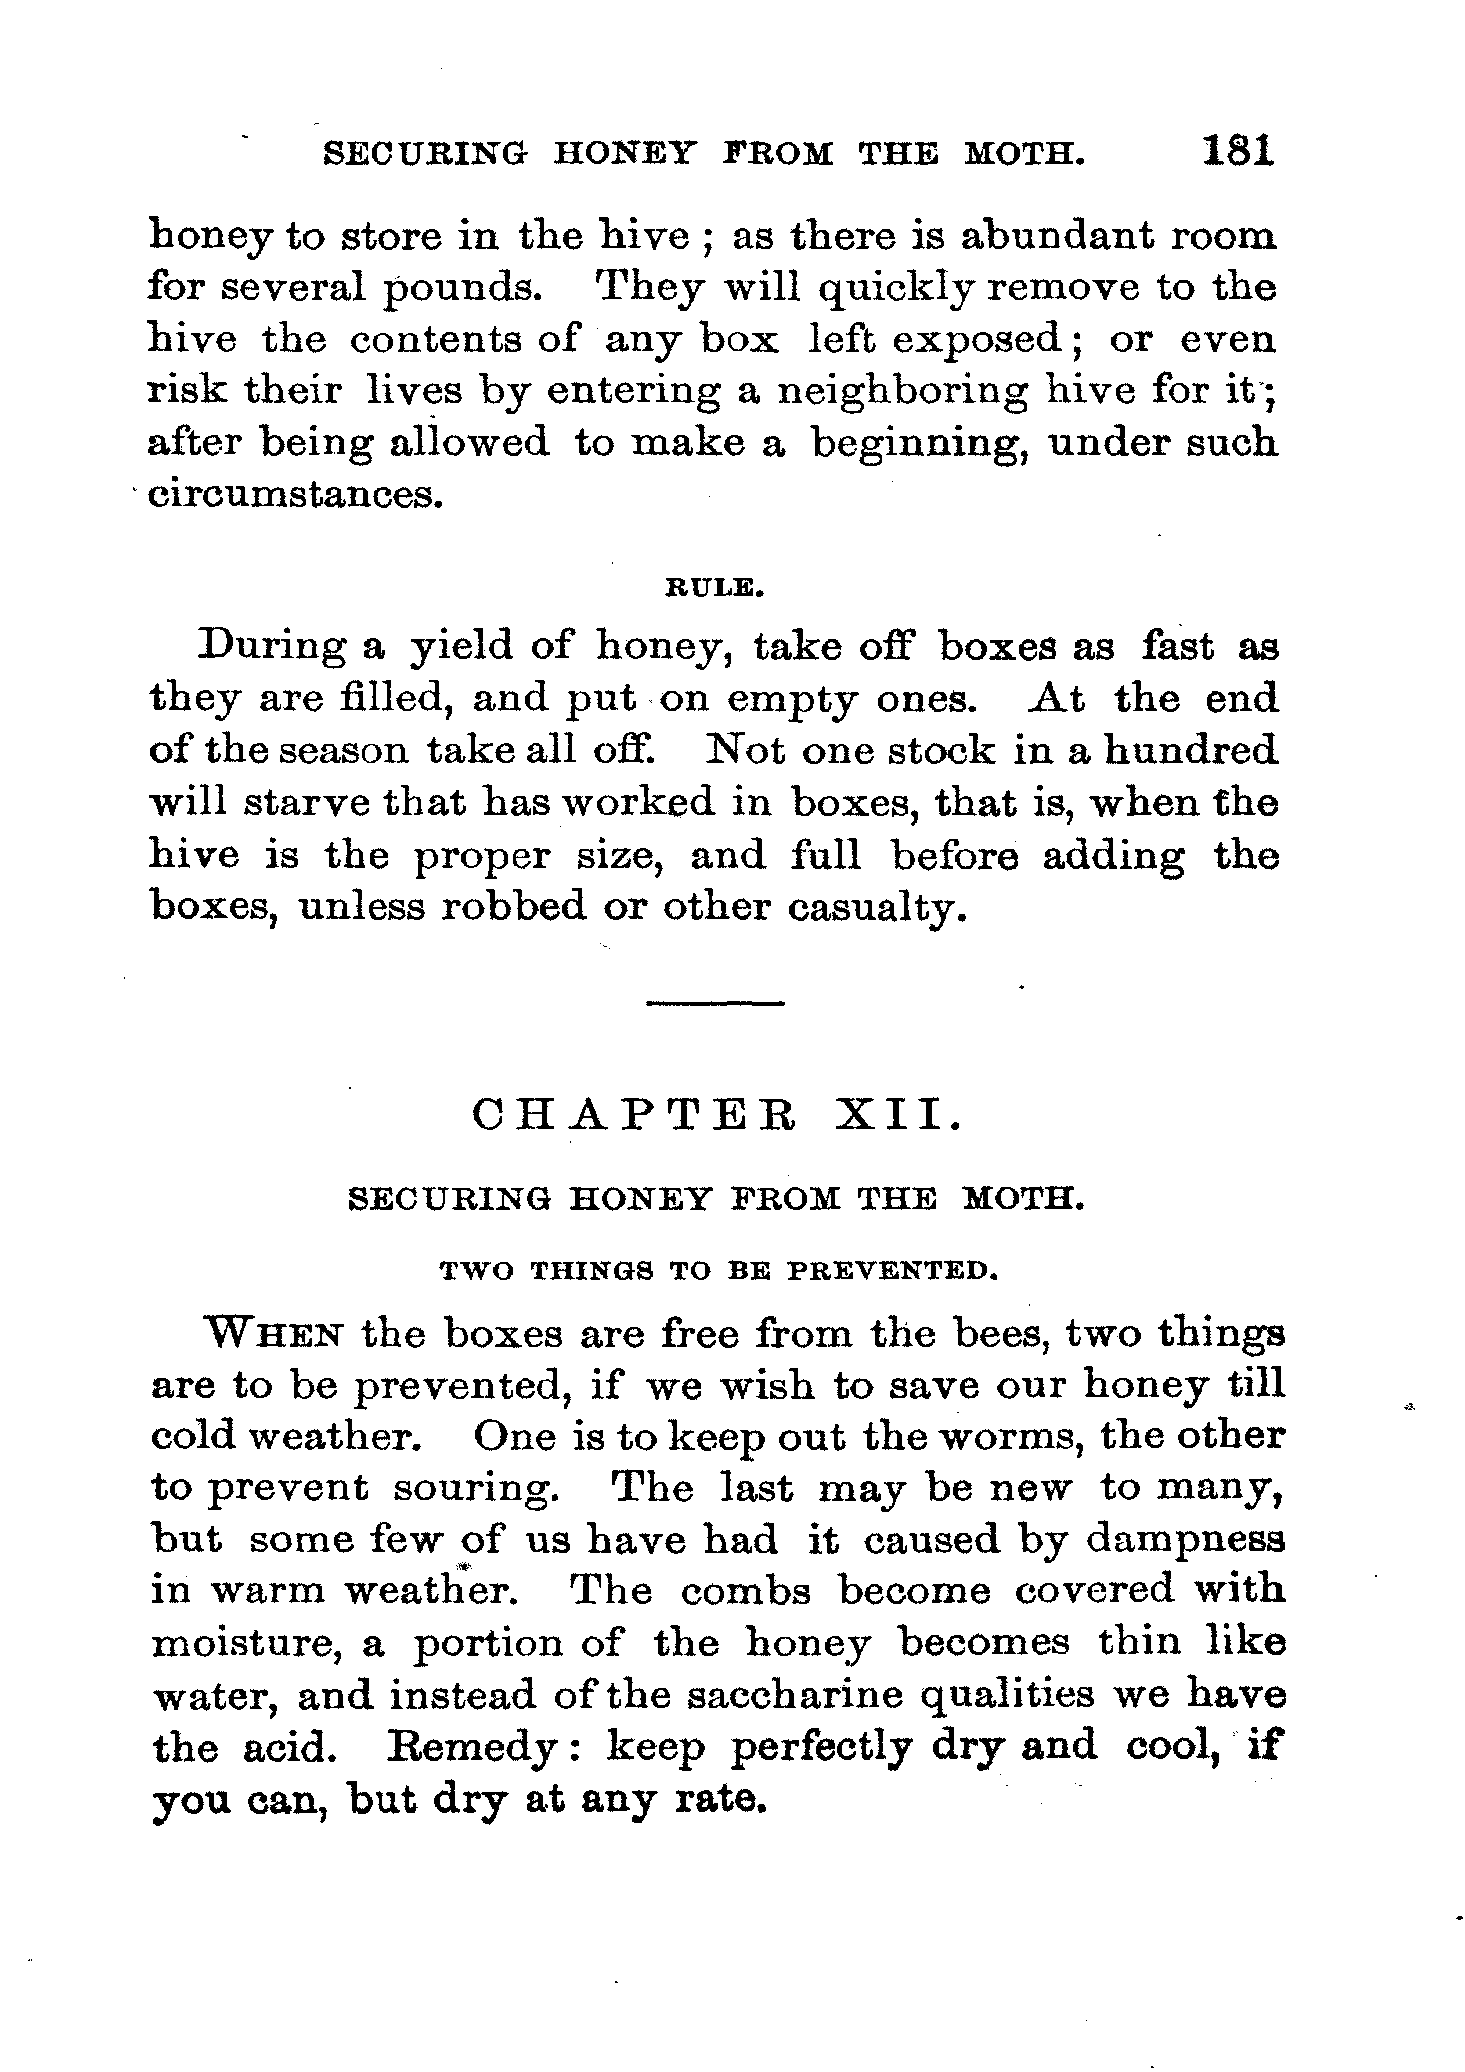 SECURING HONEY FROM THE MOTH. 181
honey to store in the hive ; as there is abundant room
for several pounds. They will quickly remove to the
hive the contents of any box left exposed ; or even
risk their lives by entering a neighboring hive for it ;
after being allowed to make a beginning, under such
circumstances.
RULE.
During a yield of honey, take off boxes as fast as
they are filled, and put on empty ones. At the end
of the season take all off. Not one stock in a hundred
will starve that has worked in boxes, that is, when the
hive is the proper size, and full before adding the
boxes, unless robbed or other casualty.
CHAPTER XII.
SECURING HONEY FROM THE MOTH.
TWO THINGS TO BE PREVENTED.
WHEN the boxes are free from the bees, two things
are to be prevented, if we wish to save our honey till
cold weather. One is to keep out the worms, the other
to prevent souring. The last may be new to many,
but some few of us have had it caused by dampness
in warm weather. The combs become covered with
moisture, a portion of the honey becomes thin like
water, and instead of the saccharine qualities we have
the acid. Remedy : keep perfectly dry and cool, if
you can, but dry at any rate.